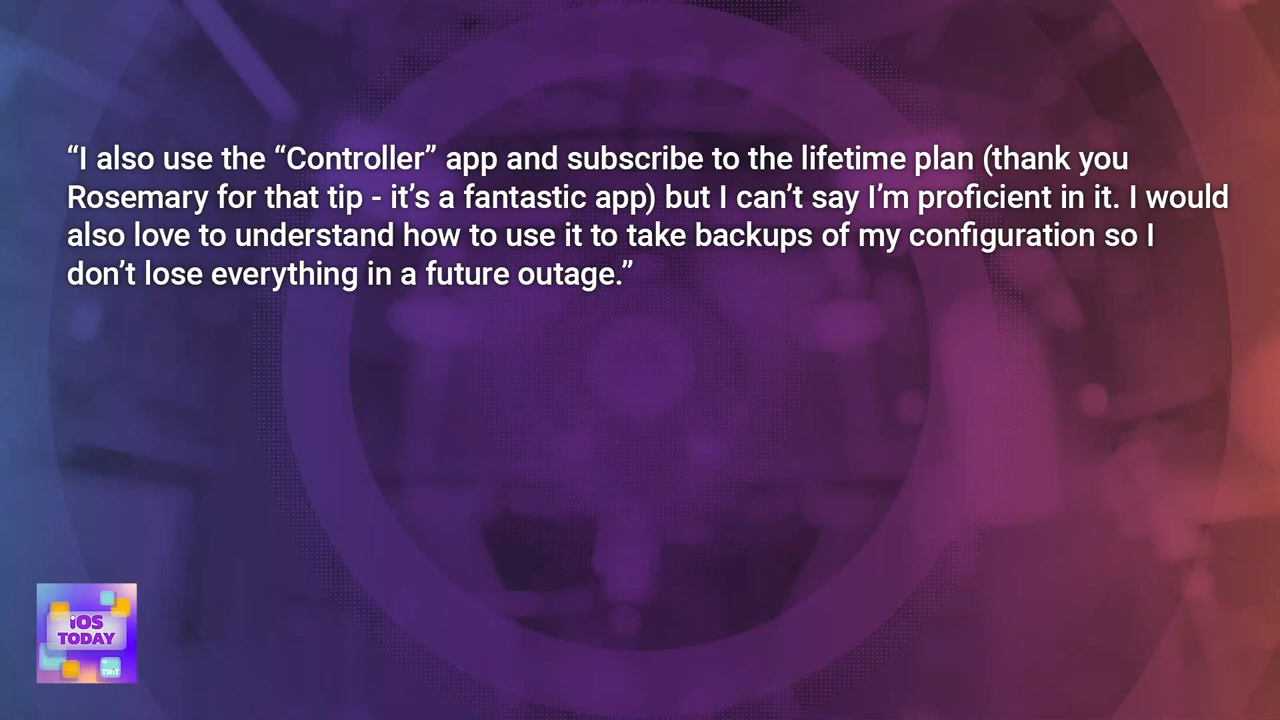 “I also use the “Controller” app and subscribe to the lifetime plan (thank you
Rosemary for that tip - it’s a fantastic app) but I can’t say I’m proficient in it. I would
also love to understand how to use it to take backups of my configuration so I
don’t lose everything in a future outage.”
iOS
TODAY
TWiT